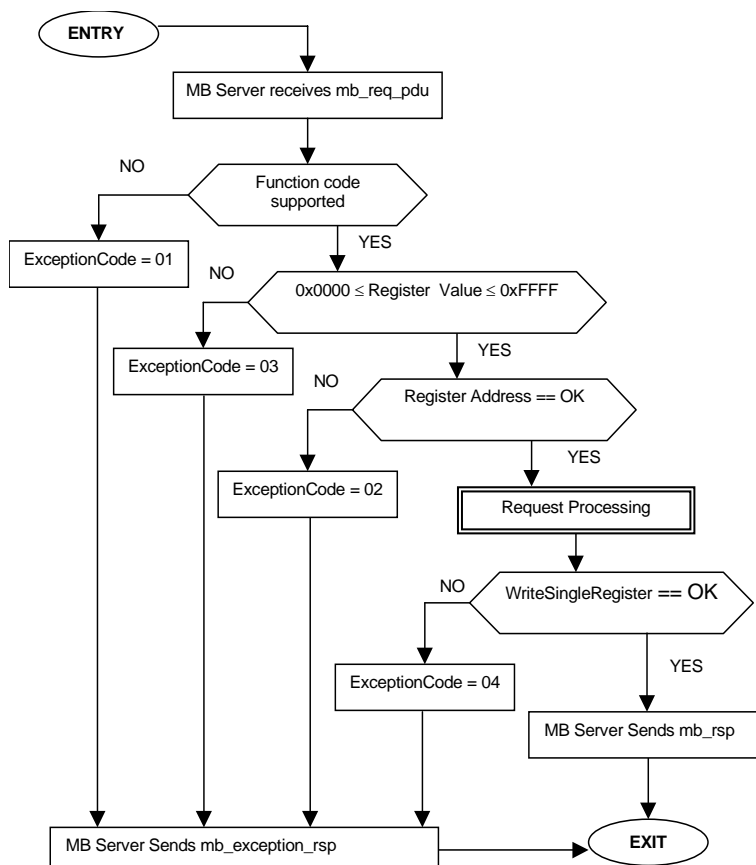 ENTRY
MB Server receives mb_req_pdu
NO
Function code
supported
YES
ExceptionCode = 01
NO
0x0000 ≤ Register Value ≤ 0xFFFF
YES
ExceptionCode = 03
NO
Register Address == OK
YES
ExceptionCode = 02
Request Processing
NO
WriteSingleRegister == OK
YES
ExceptionCode = 04
MB Server Sends mb_rsp
MB Server Sends mb_exception_rsp
EXIT